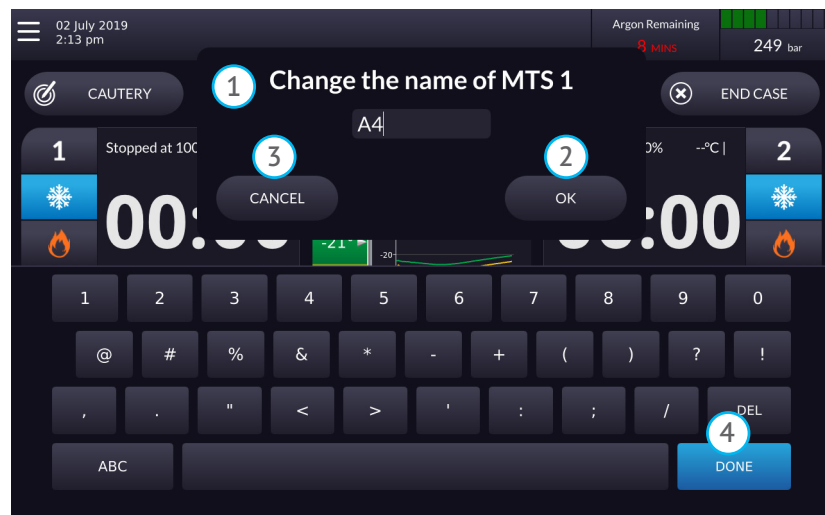 02 July 2019
2:13 pm
Argon Remaining
8 MINS
249 bar
CAUTERY
1
Change the name of MTS 1
END CASE
A4
1
Stopped at 100
3
2
0%
--°C |
2
CANCEL
OK
00:00
:00
-21°
-20
1 2 3 4 5 6 7 8 9 0
@ # % & * - + ( ) ? !
, . " < > ' : ; / DEL
4
ABC
DONE